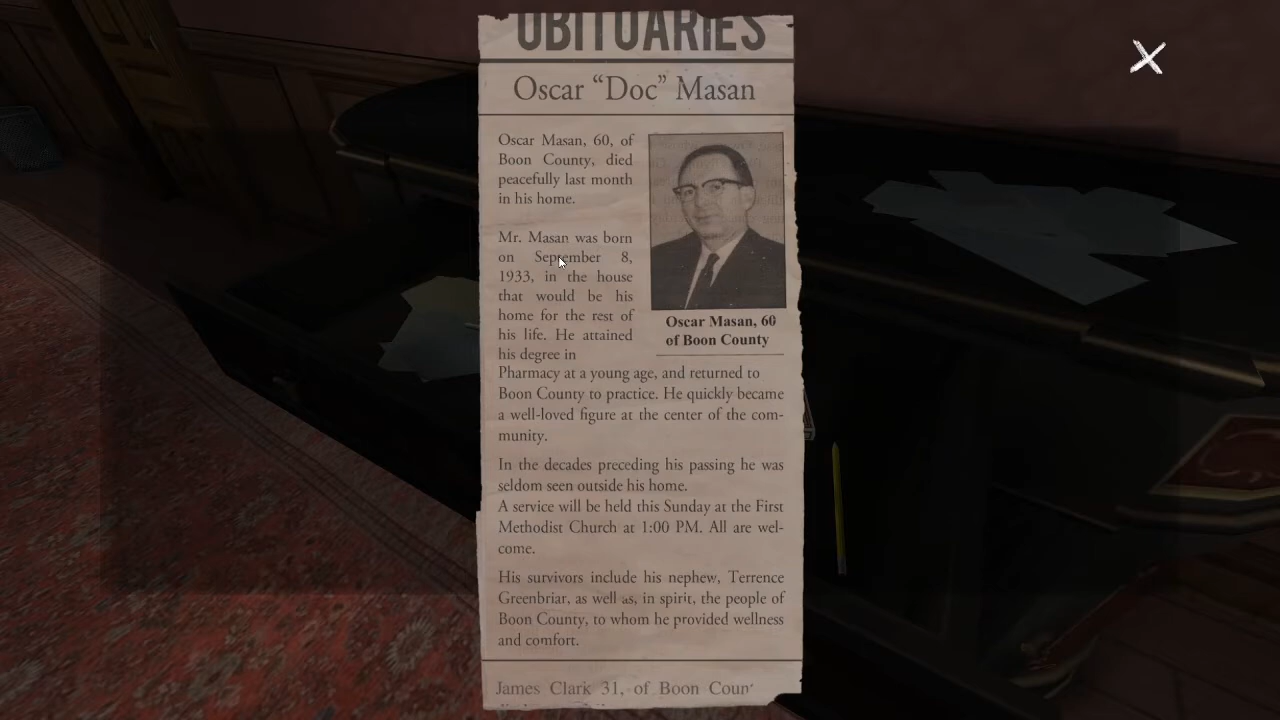 OBITUARIES
Oscar “Doc” Masan
Oscar Masan, 60, of
Boon County, died
peacefully last month
in his home.
Mr. Masan was born
on September 8,
1933, in the house
that would be his
home for the rest of
his life. He attained
his degree in
Pharmacy at a young age, and returned to
Boon County to practice. He quickly became
a well-loved figure at the center of the com-
munity.
Oscar Masan, 60
of Boon County
In the decades preceding his passing he was
seldom seen outside his home.
A service will be held this Sunday at the First
Methodist Church at 1:00 PM. All are wel-
come.
His survivors include his nephew, Terrence
Greenbriar, as well as, in spirit, the people of
Boon County, to whom he provided wellness
and comfort.
James Clark 31, of Boon